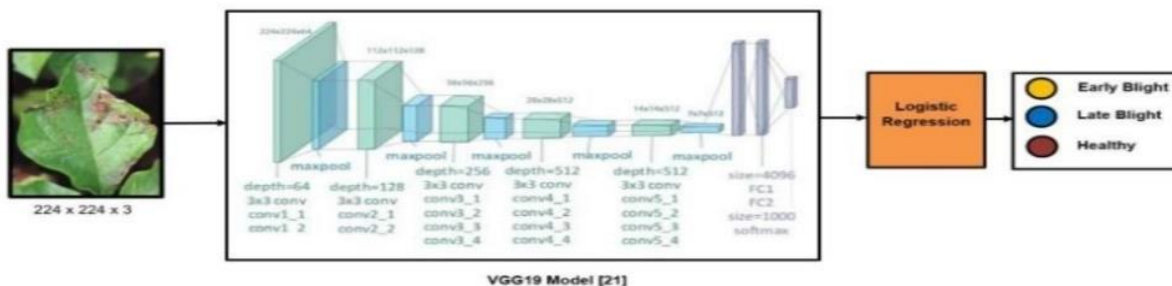 224x224x64
112x112x128
56x56x256
28x28x512
14x14x512
7x7x512
maxpool
maxpool
maxpool
maxpool
maxpool
depth=64
3x3 conv
conv1_1
conv1_2
depth=128
3x3 conv
conv2_1
conv2_2
depth=256
3x3 conv
conv3_1
conv3_2
conv3_3
conv3_4
depth=512
3x3 conv
conv4_1
conv4_2
conv4_3
conv4_4
depth=512
3x3 conv
conv5_1
conv5_2
conv5_3
conv5_4
size=4096
FC1
FC2
size=1000
softmax
224 x 224 x 3
VGG19 Model [21]
Logistic
Regression
Early Blight
Late Blight
Healthy